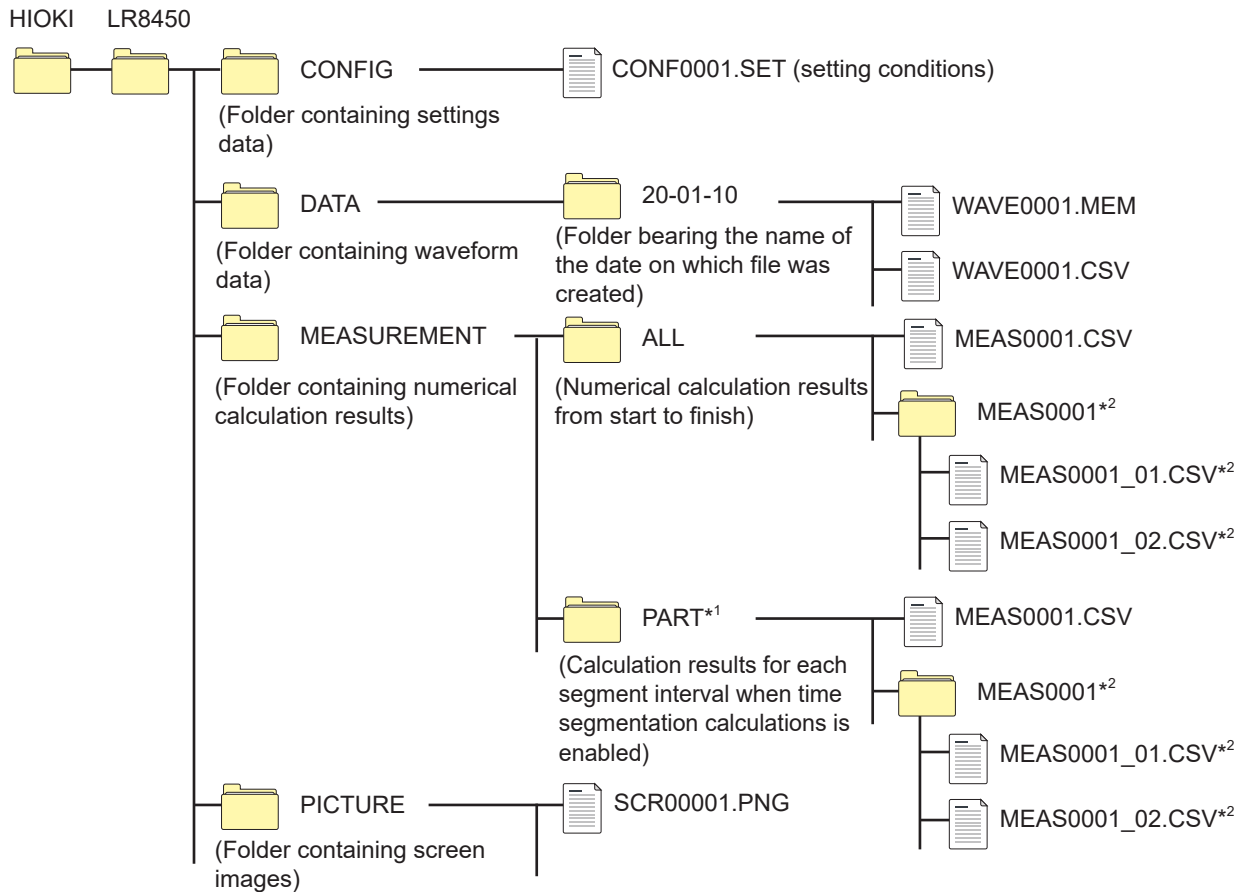 HIOKI LR8450
CONFIG
CONF0001.SET (setting conditions)
(Folder containing settings
data)
DATA
20-01-10
WAVE0001.MEM
(Folder containing waveform
data)
(Folder bearing the name of
the date on which file was
created)
WAVE0001.CSV
MEASUREMENT
ALL
MEAS0001.CSV
(Folder containing numerical
calculation results)
(Numerical calculation results
from start to finish)
MEAS0001*2
MEAS0001_01.CSV*2
MEAS0001_02.CSV*2
PART*1
MEAS0001.CSV
(Calculation results for each
segment interval when time
segmentation calculations is
enabled)
MEAS0001*2
MEAS0001_01.CSV*2
MEAS0001_02.CSV*2
PICTURE
SCR00001.PNG
(Folder containing screen
images)